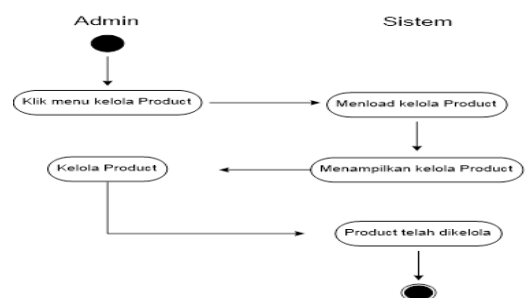 Admin
Sistem
Klik menu kelola Product
Menload kelola Product
Kelola Product
Menampilkan kelola Product
Product telah dikelola